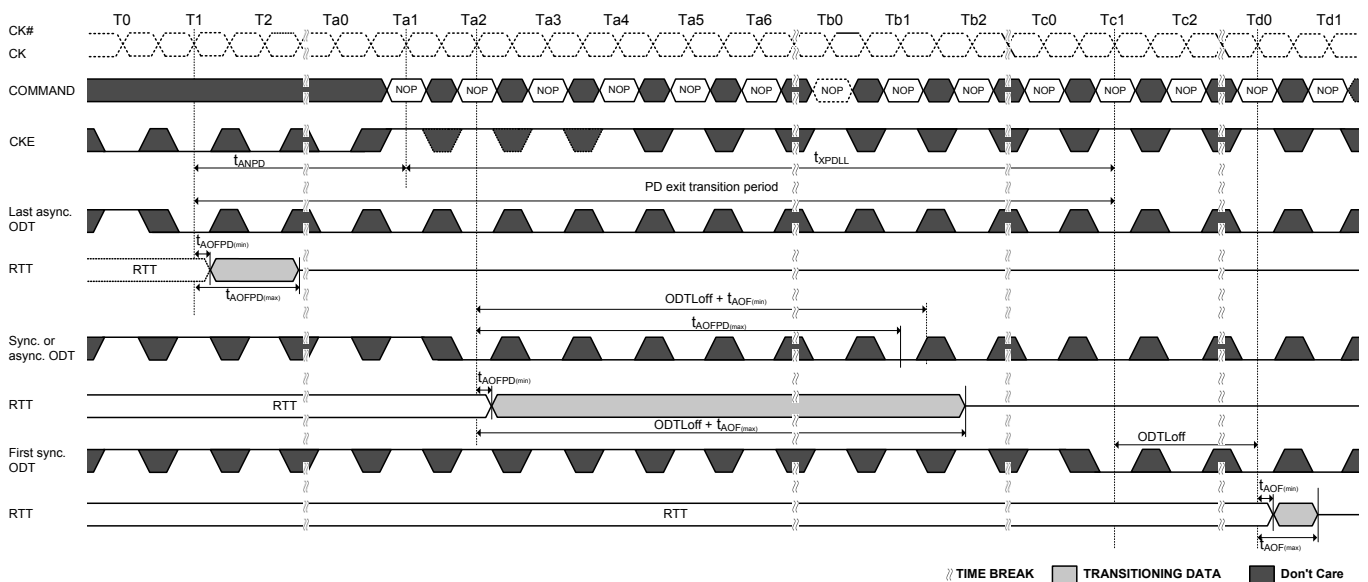 T0 T1 T2 Ta0 Ta1 Ta2 Ta3 Ta4 Ta5 Ta6 Tb0 Tb1 Tb2 Tc0 Tc1 Tc2 Td0 Td1
CK#
CK
COMMAND NOP NOP NOP NOP NOP NOP NOP NOP NOP NOP NOP NOP NOP NOP
CKE
tANPD tXPDLL
PD exit transition period
Last async.
ODT
tAOFPD(min)
RTT RTT
tAOFPD(max)
ODTLoff + tAOF(min)
tAOFPD(max)
Sync. or
async. ODT
tAOFPD(min)
RTT RTT
ODTLoff + tAOF(max)
First sync.
ODT
ODTLoff
tAOF(min)
RTT RTT
tAOF(max)
TIME BREAK TRANSITIONING DATA Don't Care